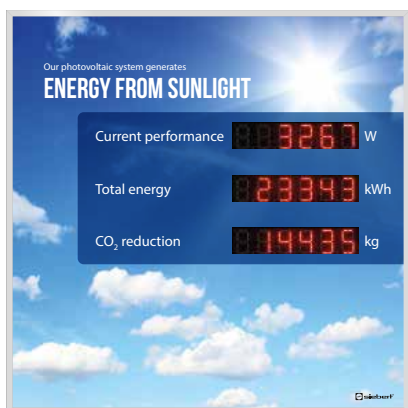 Our photovoltaic system generates
ENERGY FROM SUNLIGHT
Current performance 3267 W
Total energy 23343 kWh
CO₂ reduction 14435 kg
siebert